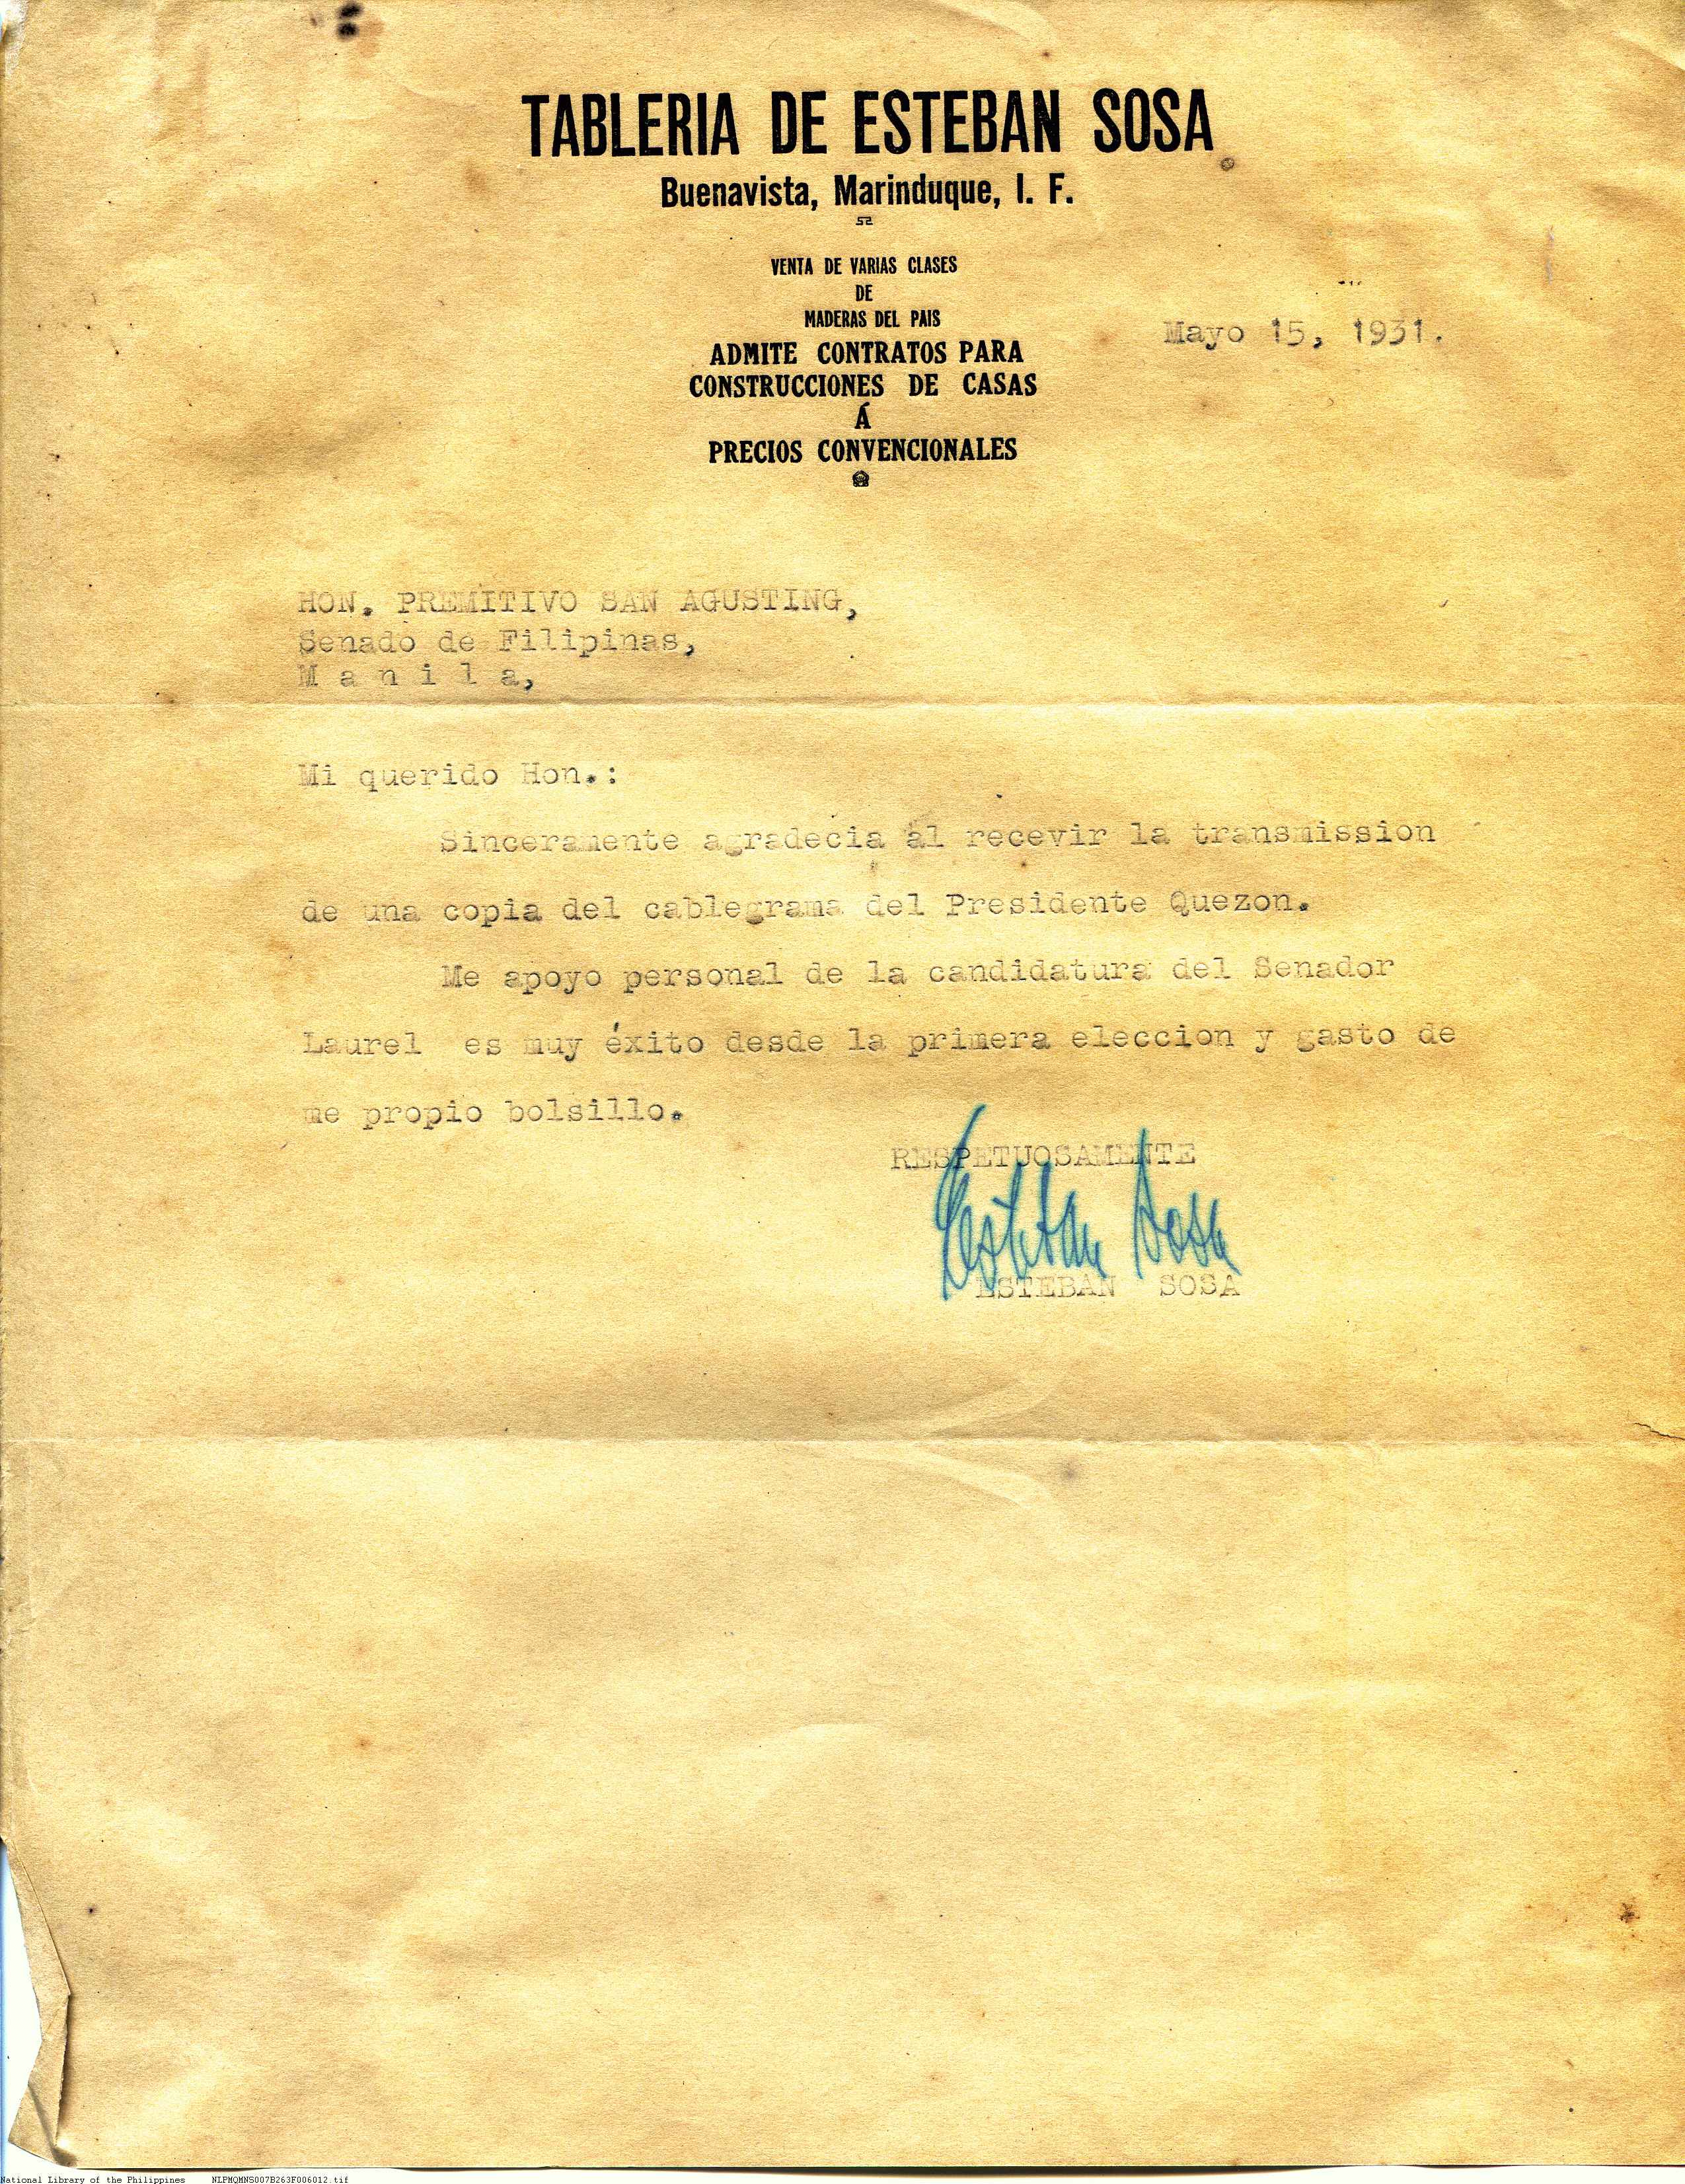 TABLERIA DE ESTEBAN SOSA
Buenavista, Marinduque, I. F.
VENTA DE VARIAS CLASES
DE
MADERAS DEL PAIS
ADMITE CONTRATOS PARA
CONSTRUCCIONES DE CASAS
Á
PRECIOS CONVENCIONALES
Mayo 15, 1931.
HON. PREMITIVO SAN AGUSTING,
Senado de Filipinas,
M a n i l a,
Mi querido Hon.:
Sinceramente agradecia al recevir la transmission
de una copia del cablegrama del Presidente Quezon.
Me apoyo personal de la candidatura del Senador
Laurel es muy éxito desde la primera eleccion y gasto de
me propio bolsillo.
RESPETUOSAMENTE
Esteban Sosa
ESTEBAN SOSA
National Library of the Philippines NLPMQMNS007B263F006012.tif